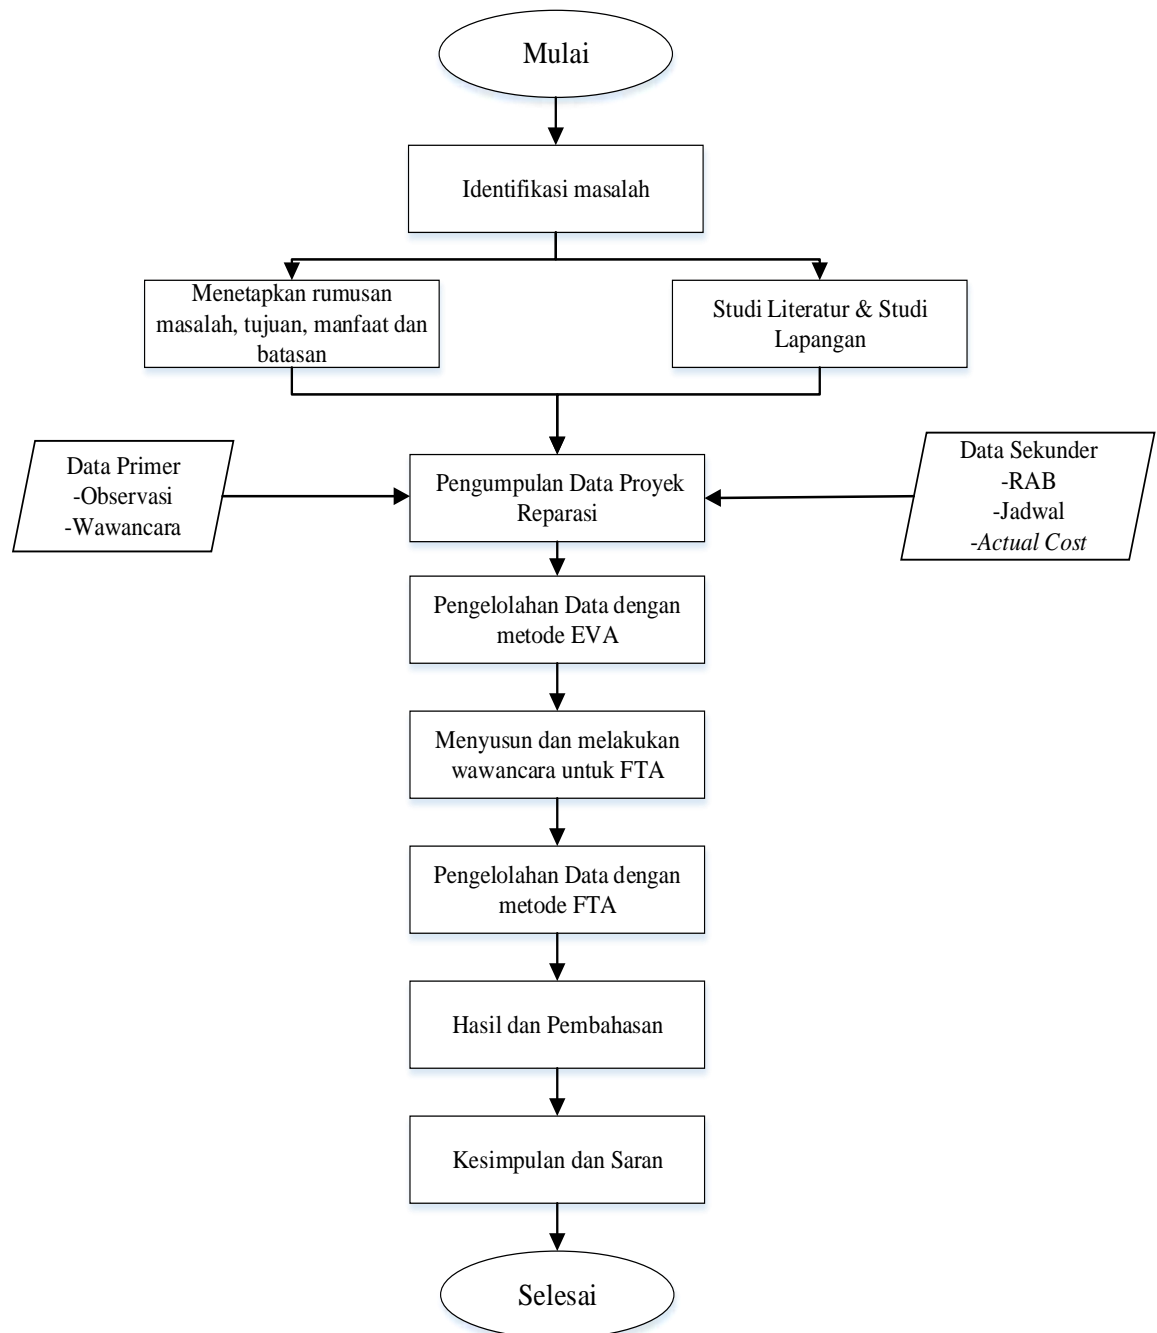 Mulai
Identifikasi masalah
Menetapkan rumusan
masalah, tujuan, manfaat dan
batasan
Studi Literatur & Studi
Lapangan
Data Primer
-Observasi
-Wawancara
Pengumpulan Data Proyek
Reparasi
Data Sekunder
-RAB
-Jadwal
-Actual Cost
Pengelolahan Data dengan
metode EVA
Menyusun dan melakukan
wawancara untuk FTA
Pengelolahan Data dengan
metode FTA
Hasil dan Pembahasan
Kesimpulan dan Saran
Selesai